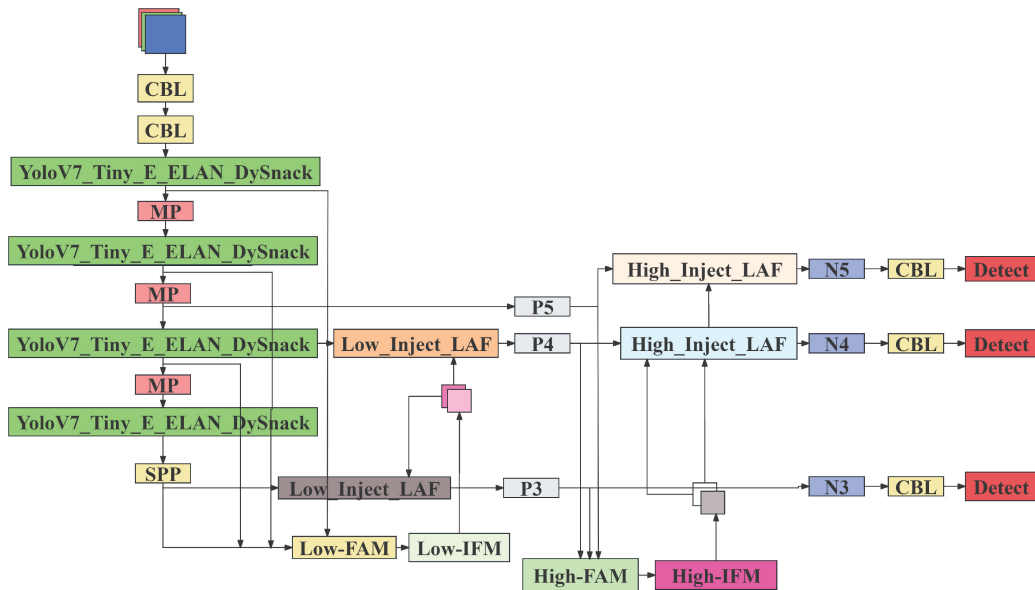 CBL
CBL
YoloV7_Tiny_E_ELAN_DySnack
MP
YoloV7_Tiny_E_ELAN_DySnack
High_Inject_LAF
N5
CBL
Detect
MP
P5
YoloV7_Tiny_E_ELAN_DySnack
Low_Inject_LAF
P4
High_Inject_LAF
N4
CBL
Detect
MP
YoloV7_Tiny_E_ELAN_DySnack
SPP
Low_Inject_LAF
P3
N3
CBL
Detect
Low-FAM
Low-IFM
High-FAM
High-IFM